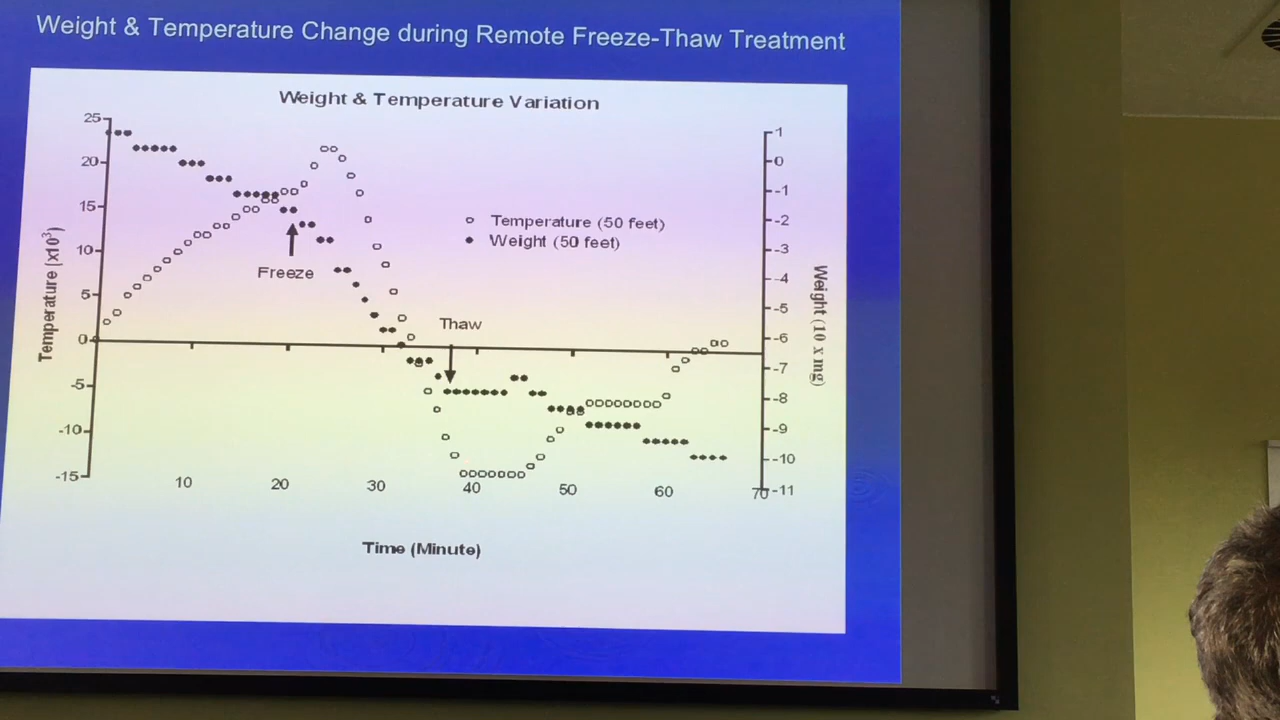 Weight & Temperature Change during Remote Freeze-Thaw Treatment
Weight & Temperature Variation
25
20
15
10
5
0
-5
-10
-15
Temperature (x10³)
1
0
-1
-2
-3
-4
-5
-6
-7
-8
-9
-10
-11
Weight (10 x mg)
Temperature (50 feet)
Weight (50 feet)
Freeze
Thaw
10 20 30 40 50 60 70
Time (Minute)